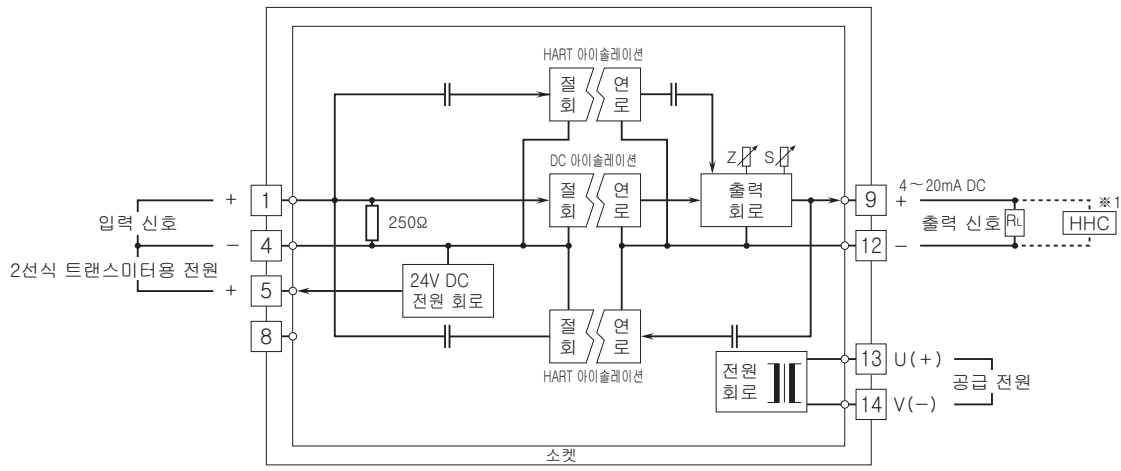 HART 아이솔레이션
절 연
회 로
Z S
DC 아이솔레이션
절 연
회 로
출력
회로
4～20mA DC
+ 1
입력 신호
250Ω
- 4
2선식 트랜스미터용 전원
24V DC
전원 회로
+ 5
8
9 +
출력 신호 RL
※1
HHC
12 -
절 연
회 로
HART 아이솔레이션
전원
회로
13 U(+)
공급 전원
14 V(-)
소켓